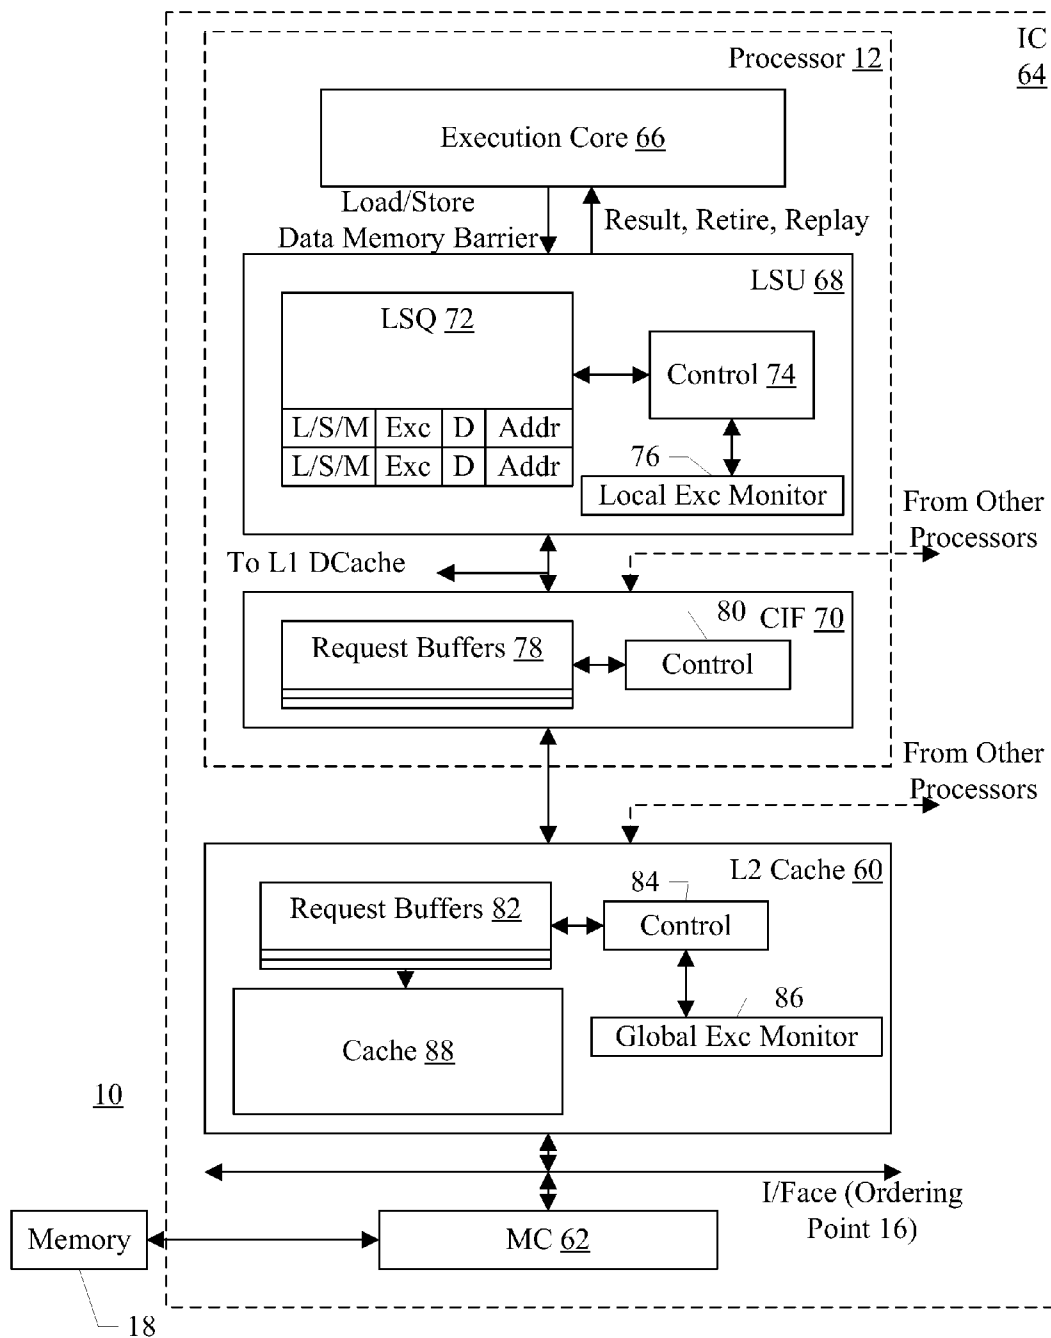 IC
64
Processor 12
Execution Core 66
Load/Store
Data Memory Barrier
Result, Retire, Replay
LSU 68
LSQ 72
Control 74
L/S/M Exc D Addr
L/S/M Exc D Addr
76
Local Exc Monitor
From Other
Processors
To L1 DCache
80
CIF 70
Request Buffers 78
Control
From Other
Processors
L2 Cache 60
84
Request Buffers 82
Control
86
Global Exc Monitor
Cache 88
10
I/Face (Ordering
Point 16)
Memory
MC 62
18